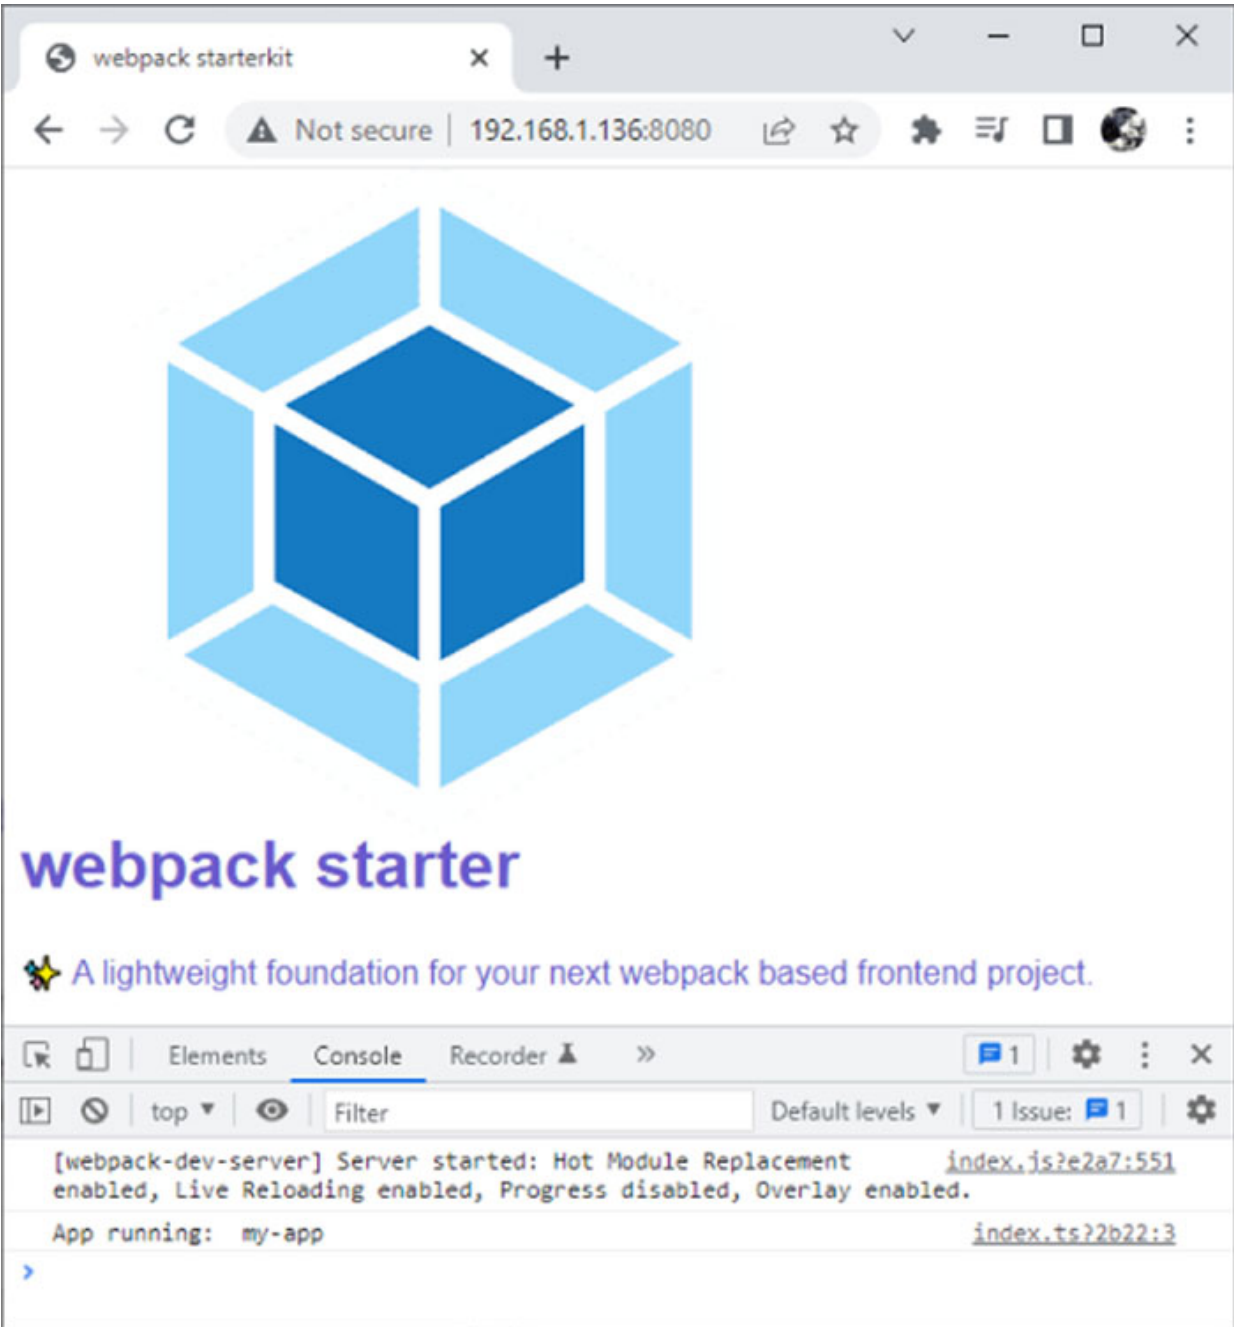 webpack starterkit
Not secure 192.168.1.136:8080
webpack starter
✨ A lightweight foundation for your next webpack based frontend project.
Elements Console Recorder 1
top Filter Default levels 1 Issue: 1
[webpack-dev-server] Server started: Hot Module Replacement index.js?e2a7:551
enabled, Live Reloading enabled, Progress disabled, Overlay enabled.
App running: my-app index.ts?2b22:3